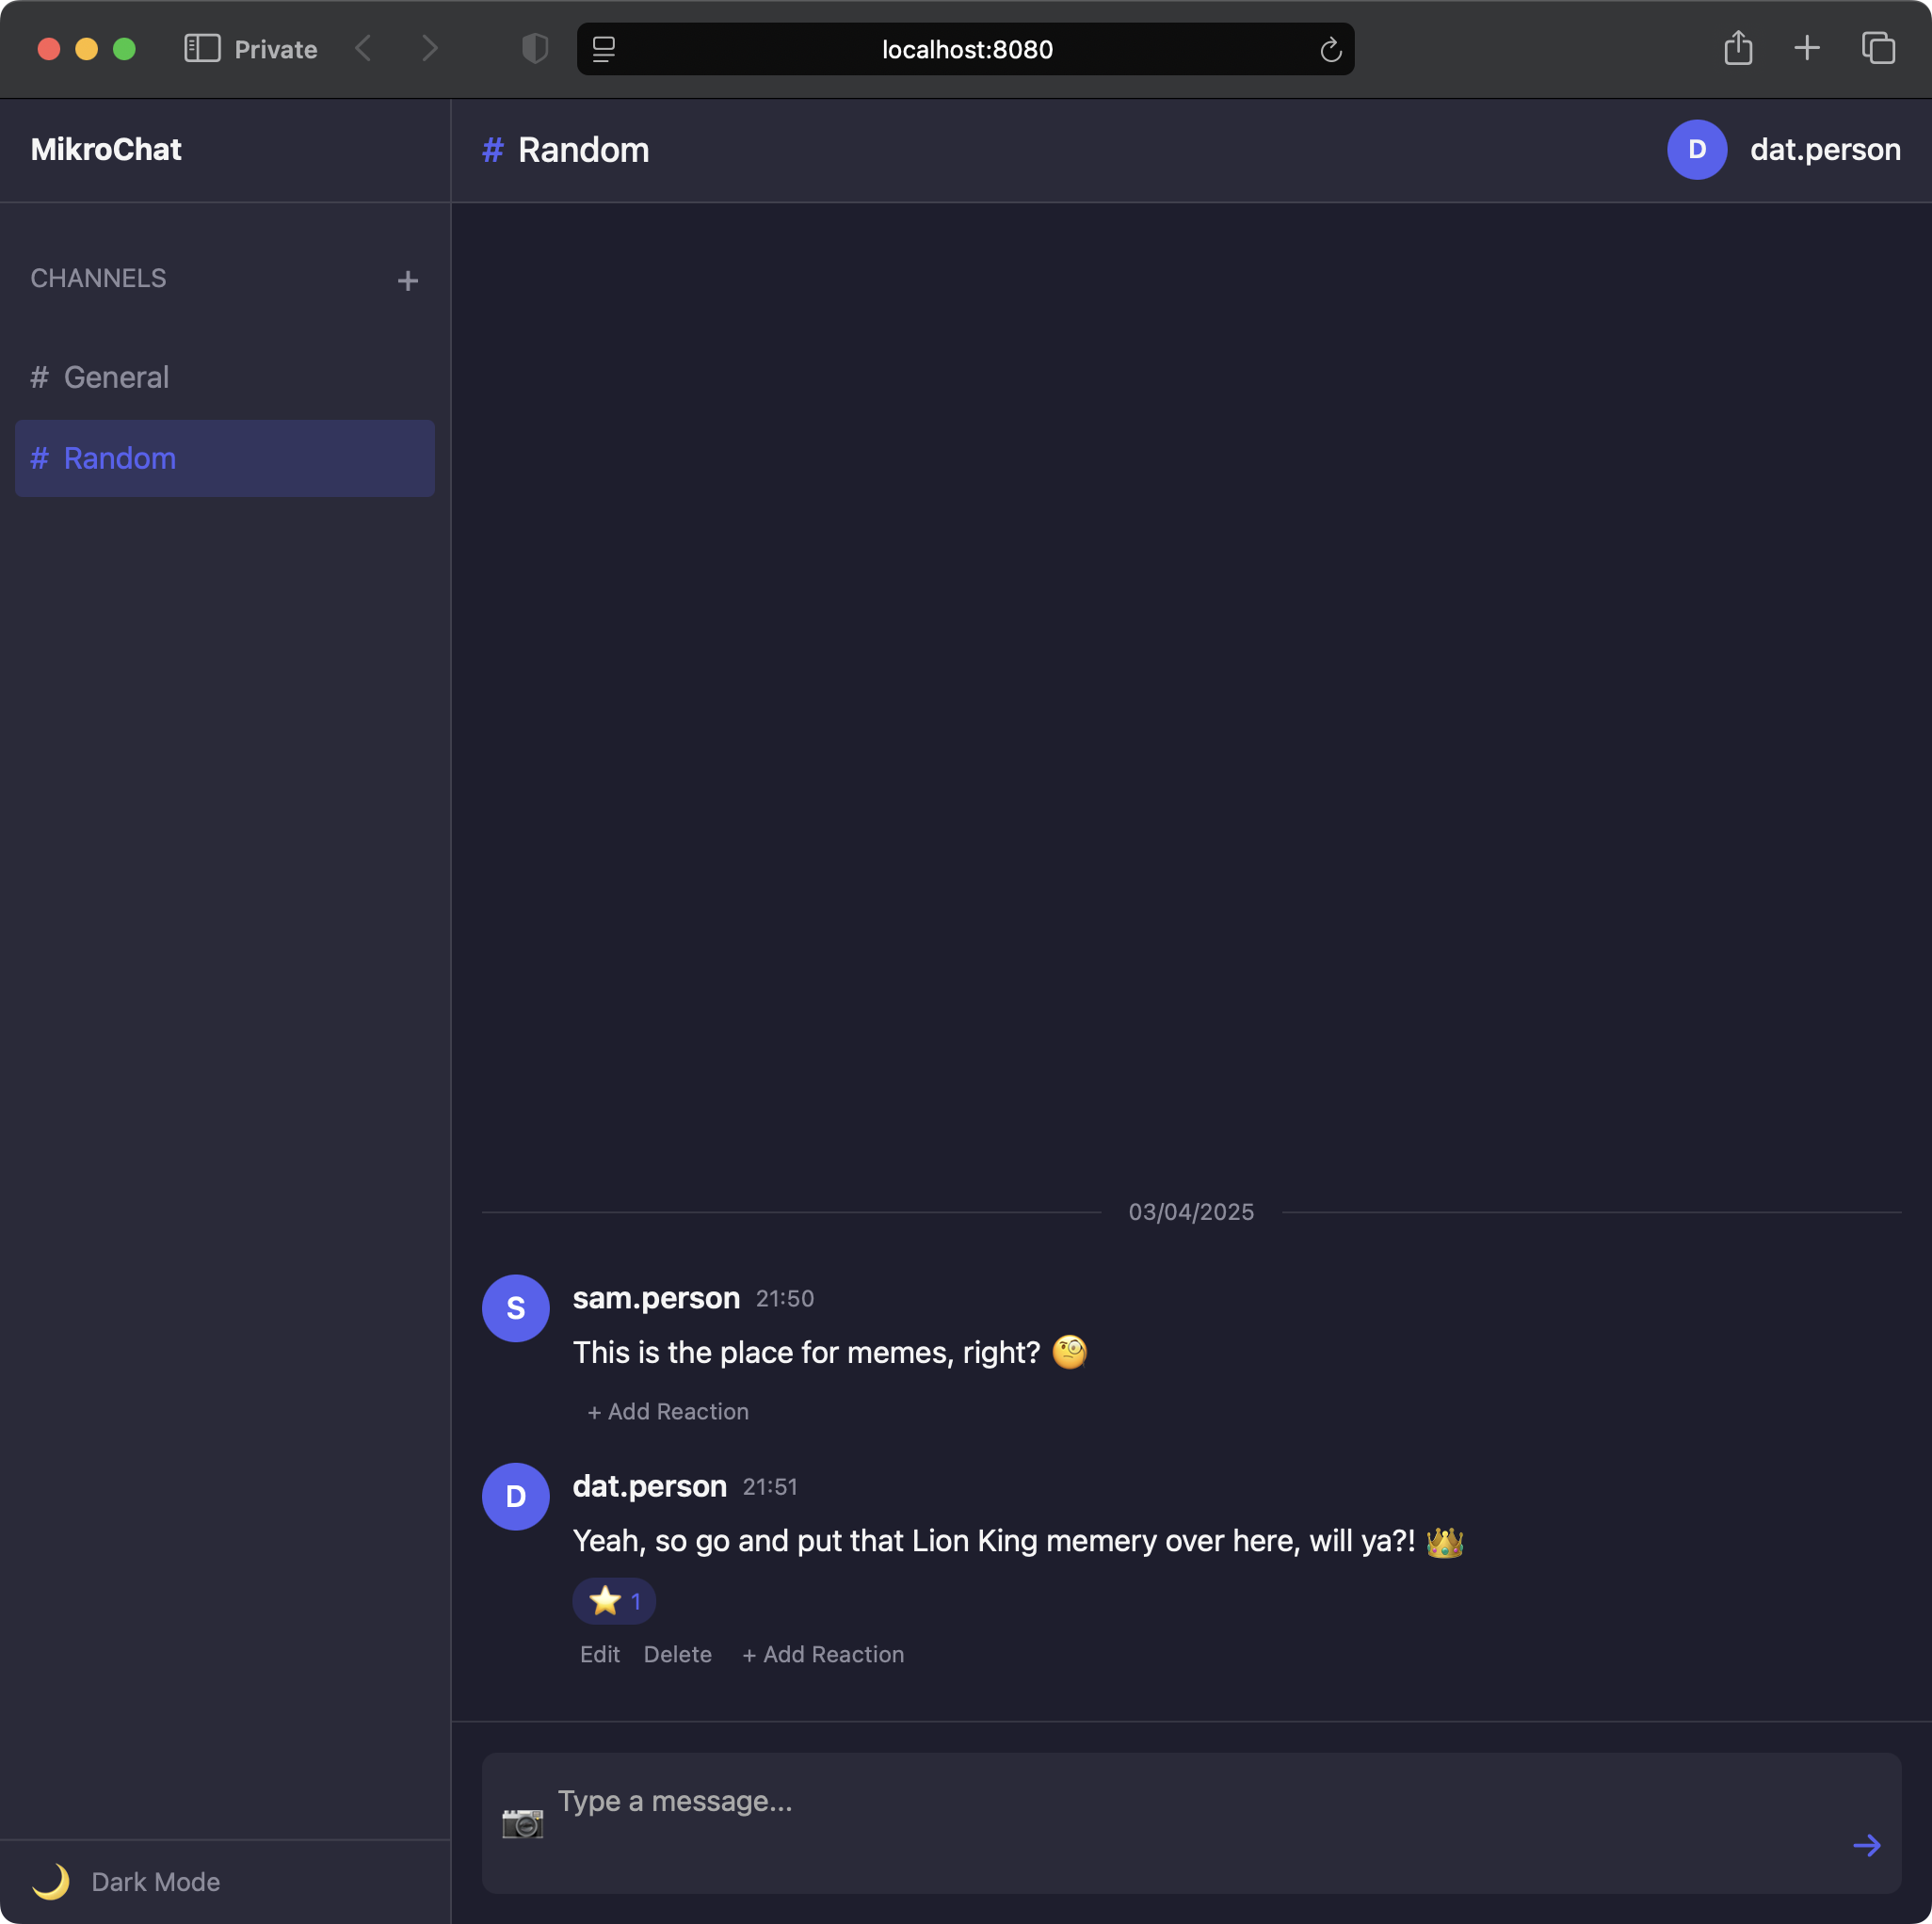 Private
localhost:8080
MikroChat
# Random
D dat.person
CHANNELS +
# General
# Random
03/04/2025
S
sam.person 21:50
This is the place for memes, right? 🧐
+ Add Reaction
D
dat.person 21:51
Yeah, so go and put that Lion King memery over here, will ya?! 👑
⭐ 1
Edit Delete + Add Reaction
Type a message...
Dark Mode